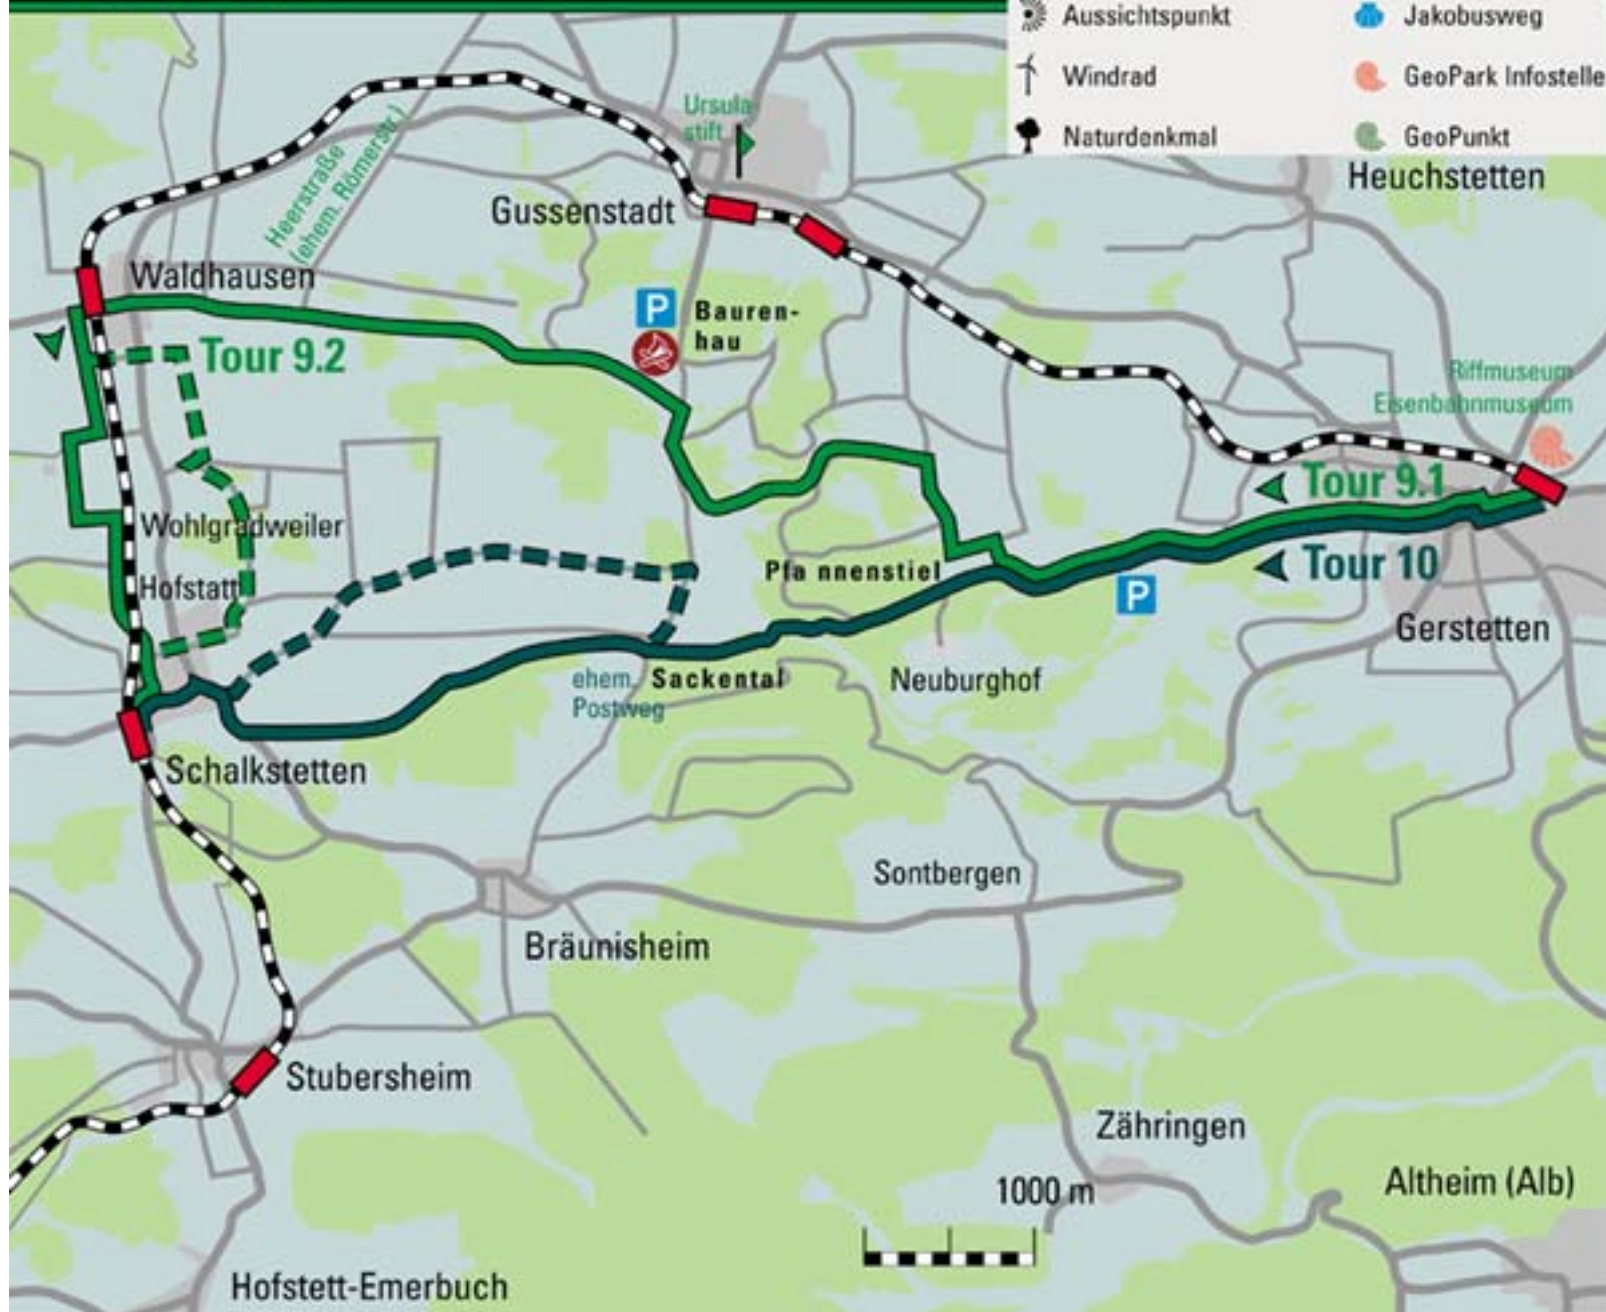 Aussichtspunkt
Jakobusweg
Windrad
GeoPark Infostelle
Naturdenkmal
GeoPunkt
Ursula-
stift
Heuchstetten
Heerstraße
(ehem. Römerstr.)
Gussenstadt
Waldhausen
P
Bauren-
hau
Tour 9.2
Riffmuseum
Eisenbahnmuseum
Tour 9.1
Wohlgradweiler
Hofstatt
Pfa nnenstiel
Tour 10
P
Gerstetten
ehem.
Postweg
Sackental
Neuburghof
Schalkstetten
Sontbergen
Bräunisheim
Stubersheim
Zähringen
1000 m
Altheim (Alb)
Hofstett-Emerbuch